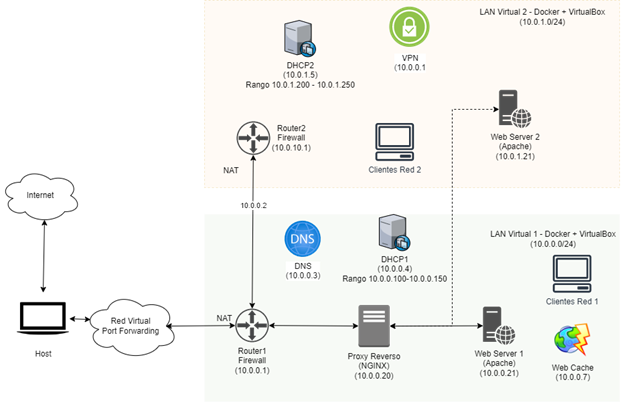 LAN Virtual 2 - Docker + VirtualBox
(10.0.1.0/24)
DHCP2
(10.0.1.5)
Rango 10.0.1.200 - 10.0.1.250
VPN
(10.0.0.1
Web Server 2
(Apache)
(10.0.1.21)
Router2
Firewall
(10.0.10.1)
Clientes Red 2
NAT
10.0.0.2
Internet
LAN Virtual 1 - Docker + VirtualBox
(10.0.0.0/24)
DNS
DNS
(10.0.0.3)
DHCP1
(10.0.0.4)
Rango 10.0.0.100-10.0.0.150
Clientes Red 1
Host
Red Virtual
Port Forwarding
NAT
Router1
Firewall
(10.0.0.1)
Proxy Reverso
(NGINX)
(10.0.0.20)
Web Server 1
(Apache)
(10.0.0.21)
Web Cache
(10.0.0.7)